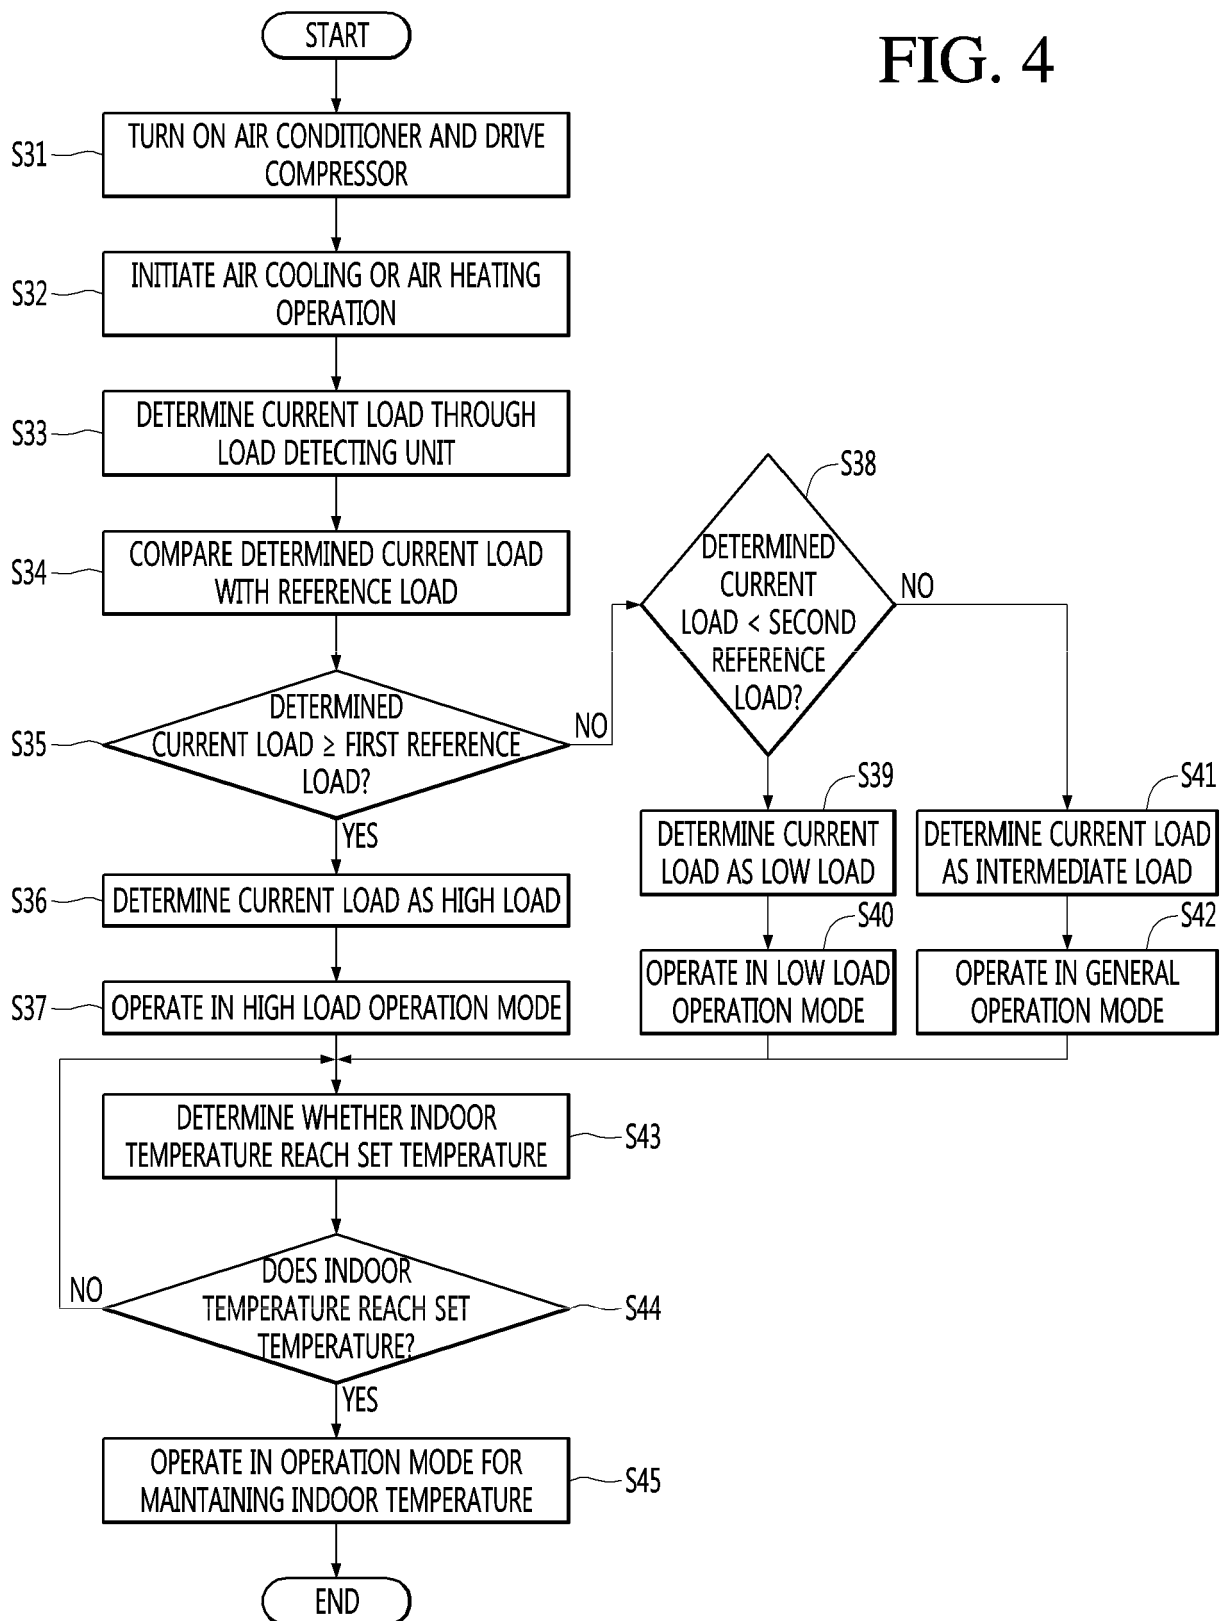 START
FIG. 4
S31
TURN ON AIR CONDITIONER AND DRIVE
COMPRESSOR
S32
INITIATE AIR COOLING OR AIR HEATING
OPERATION
S33
DETERMINE CURRENT LOAD THROUGH
LOAD DETECTING UNIT
S34
COMPARE DETERMINED CURRENT LOAD
WITH REFERENCE LOAD
S35
DETERMINED
CURRENT LOAD ≥ FIRST REFERENCE
LOAD?
NO
YES
S38
DETERMINED
CURRENT
LOAD < SECOND
REFERENCE
LOAD?
NO
S36
DETERMINE CURRENT LOAD AS HIGH LOAD
S37
OPERATE IN HIGH LOAD OPERATION MODE
S39
DETERMINE CURRENT
LOAD AS LOW LOAD
S40
OPERATE IN LOW LOAD
OPERATION MODE
S41
DETERMINE CURRENT LOAD
AS INTERMEDIATE LOAD
S42
OPERATE IN GENERAL
OPERATION MODE
DETERMINE WHETHER INDOOR
TEMPERATURE REACH SET TEMPERATURE
S43
NO
DOES INDOOR
TEMPERATURE REACH SET
TEMPERATURE?
S44
YES
OPERATE IN OPERATION MODE FOR
MAINTAINING INDOOR TEMPERATURE
S45
END